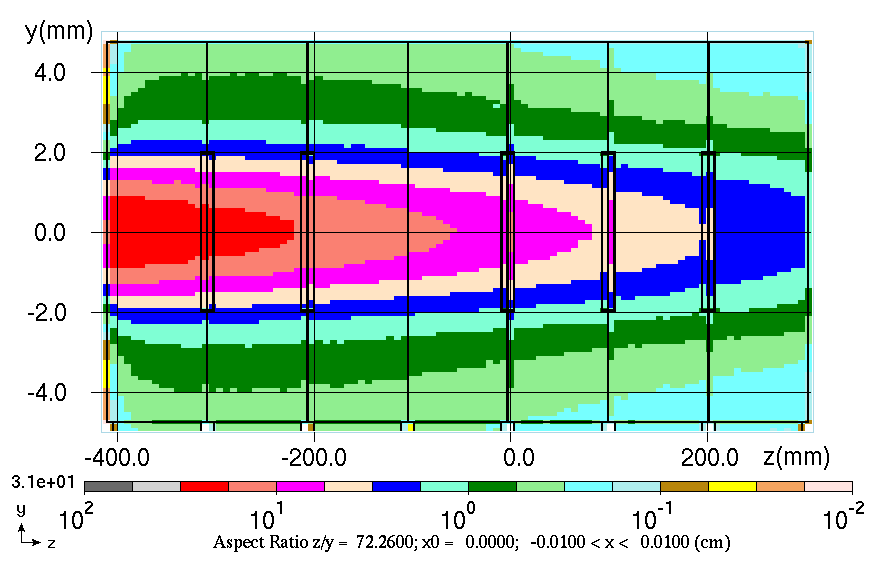 y(mm)
4.0
2.0
0.0
-2.0
-4.0
-400.0 -200.0 0.0 200.0 z(mm)
3.1e+01
10² 10¹ 10⁰ 10⁻¹ 10⁻²
y
z
Aspect Ratio z/y = 72.2600; x0 = 0.0000; -0.0100 < x < 0.0100 (cm)